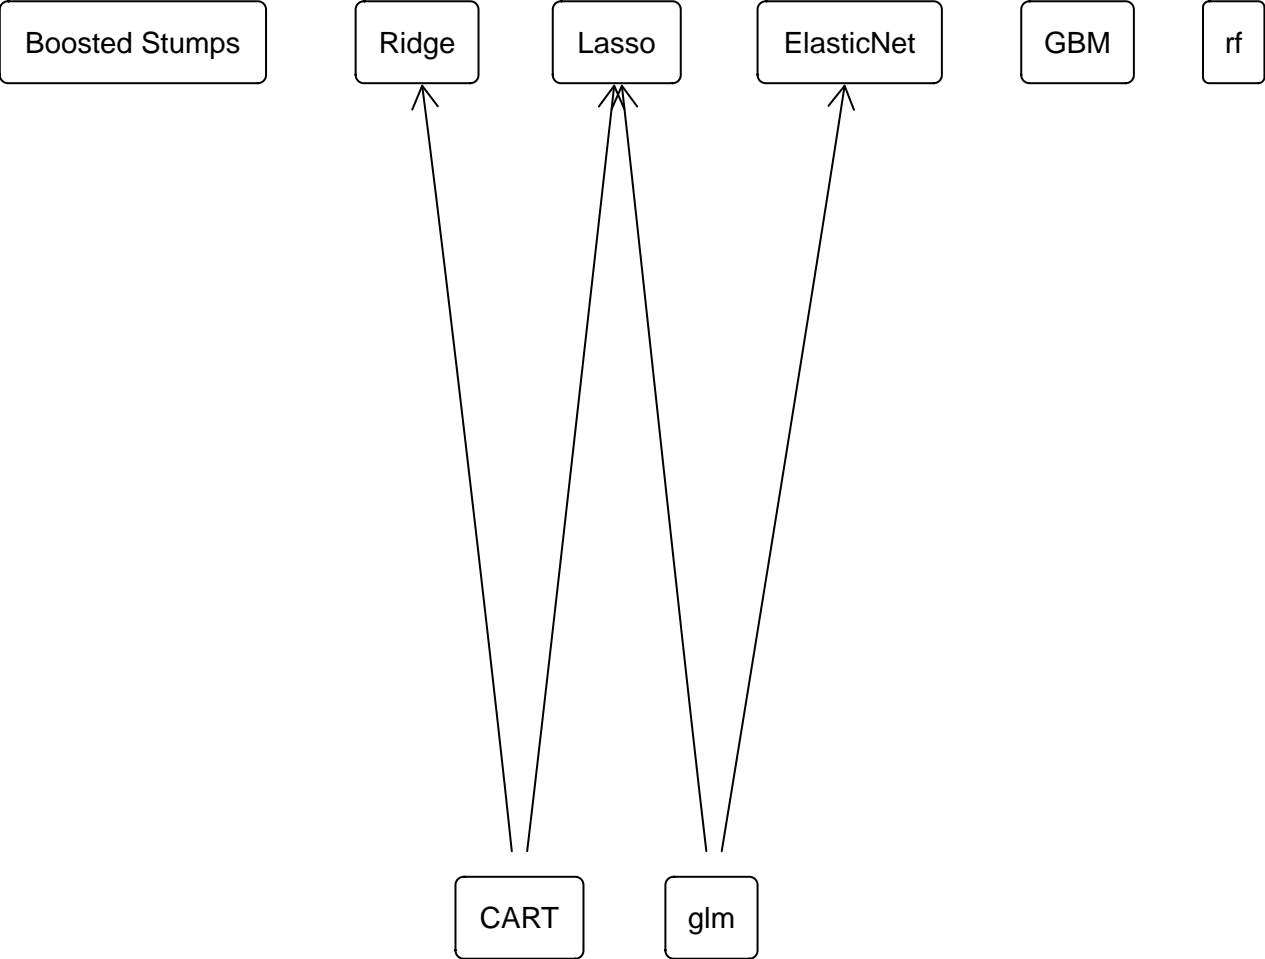 Boosted Stumps
Ridge
Lasso
ElasticNet
GBM
rf
CART
glm